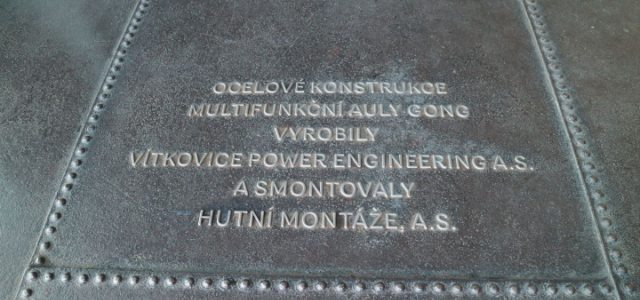 OCELOVÉ KONSTRUKCE
MULTIFUNKČNÍ AULY GONG
VYROBILY
VÍTKOVICE POWER ENGINEERING A.S.
A SMONTOVALY
HUTNÍ MONTÁŽE, A.S.